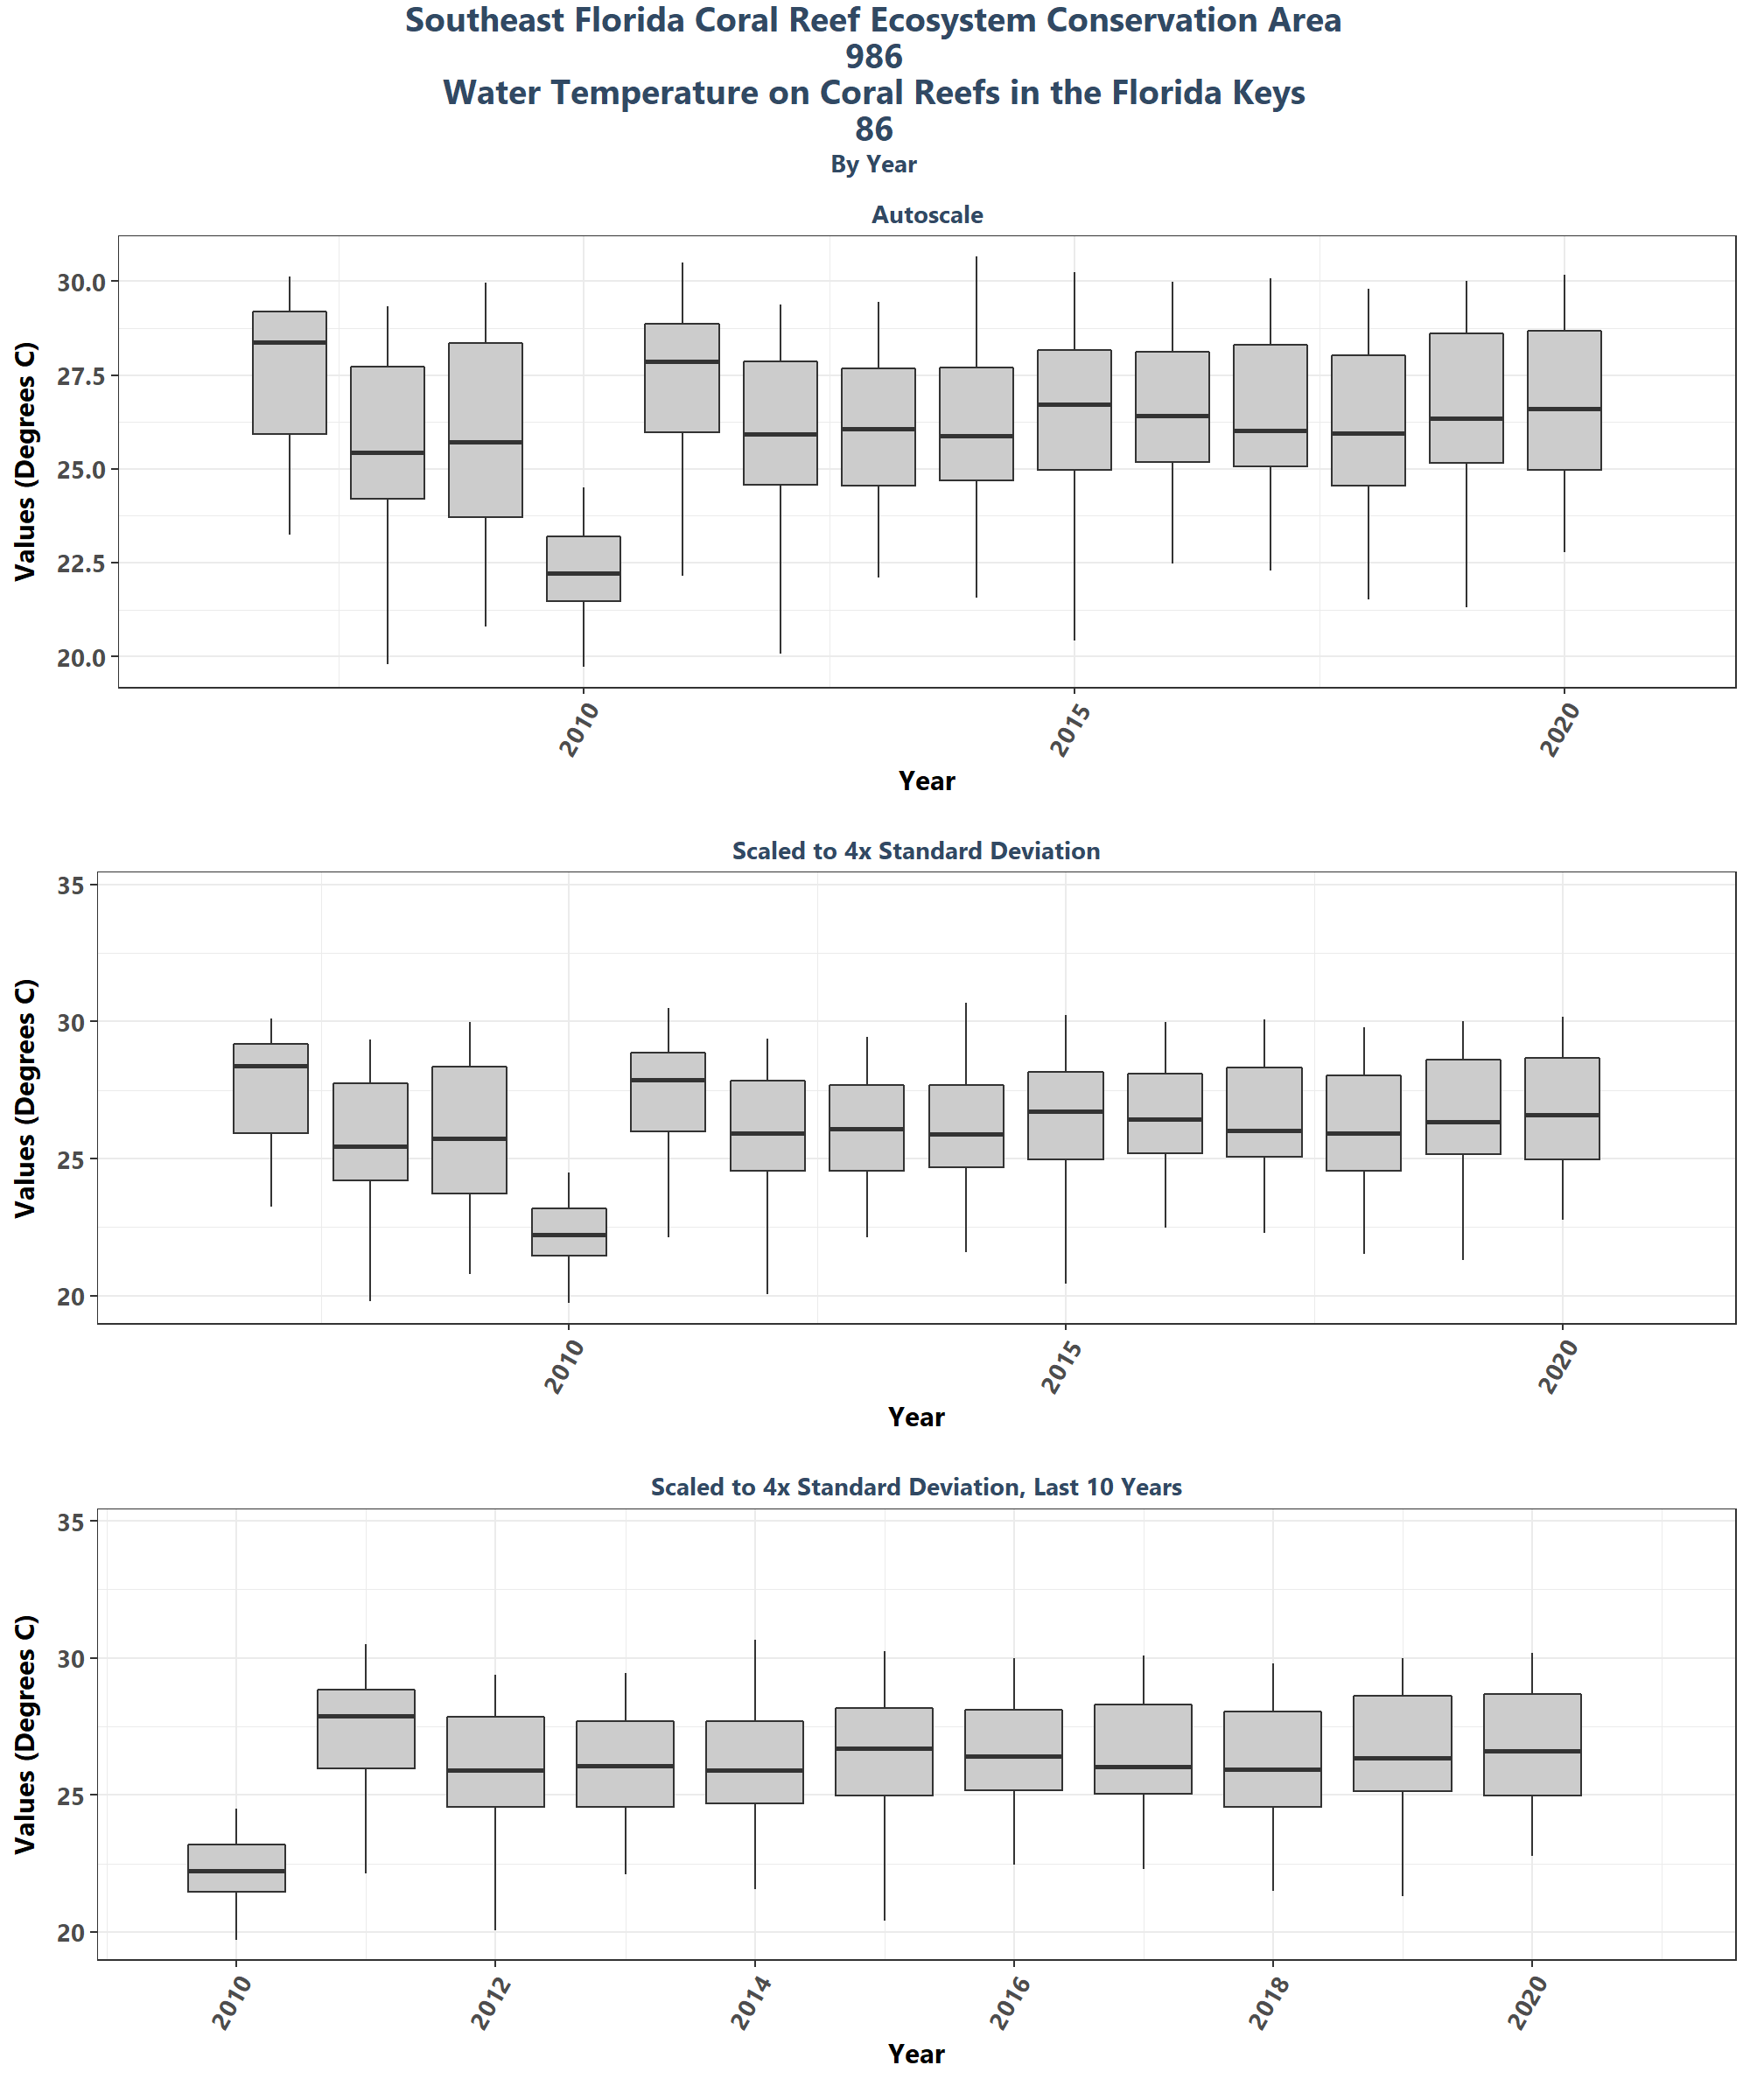 Southeast Florida Coral Reef Ecosystem Conservation Area
986
Water Temperature on Coral Reefs in the Florida Keys
86
By Year
Autoscale
Values (Degrees C)
30.0
27.5
25.0
22.5
20.0
2010
2015
2020
Year
Scaled to 4x Standard Deviation
Values (Degrees C)
35
30
25
20
2010
2015
2020
Year
Scaled to 4x Standard Deviation, Last 10 Years
Values (Degrees C)
35
30
25
20
2010
2012
2014
2016
2018
2020
Year